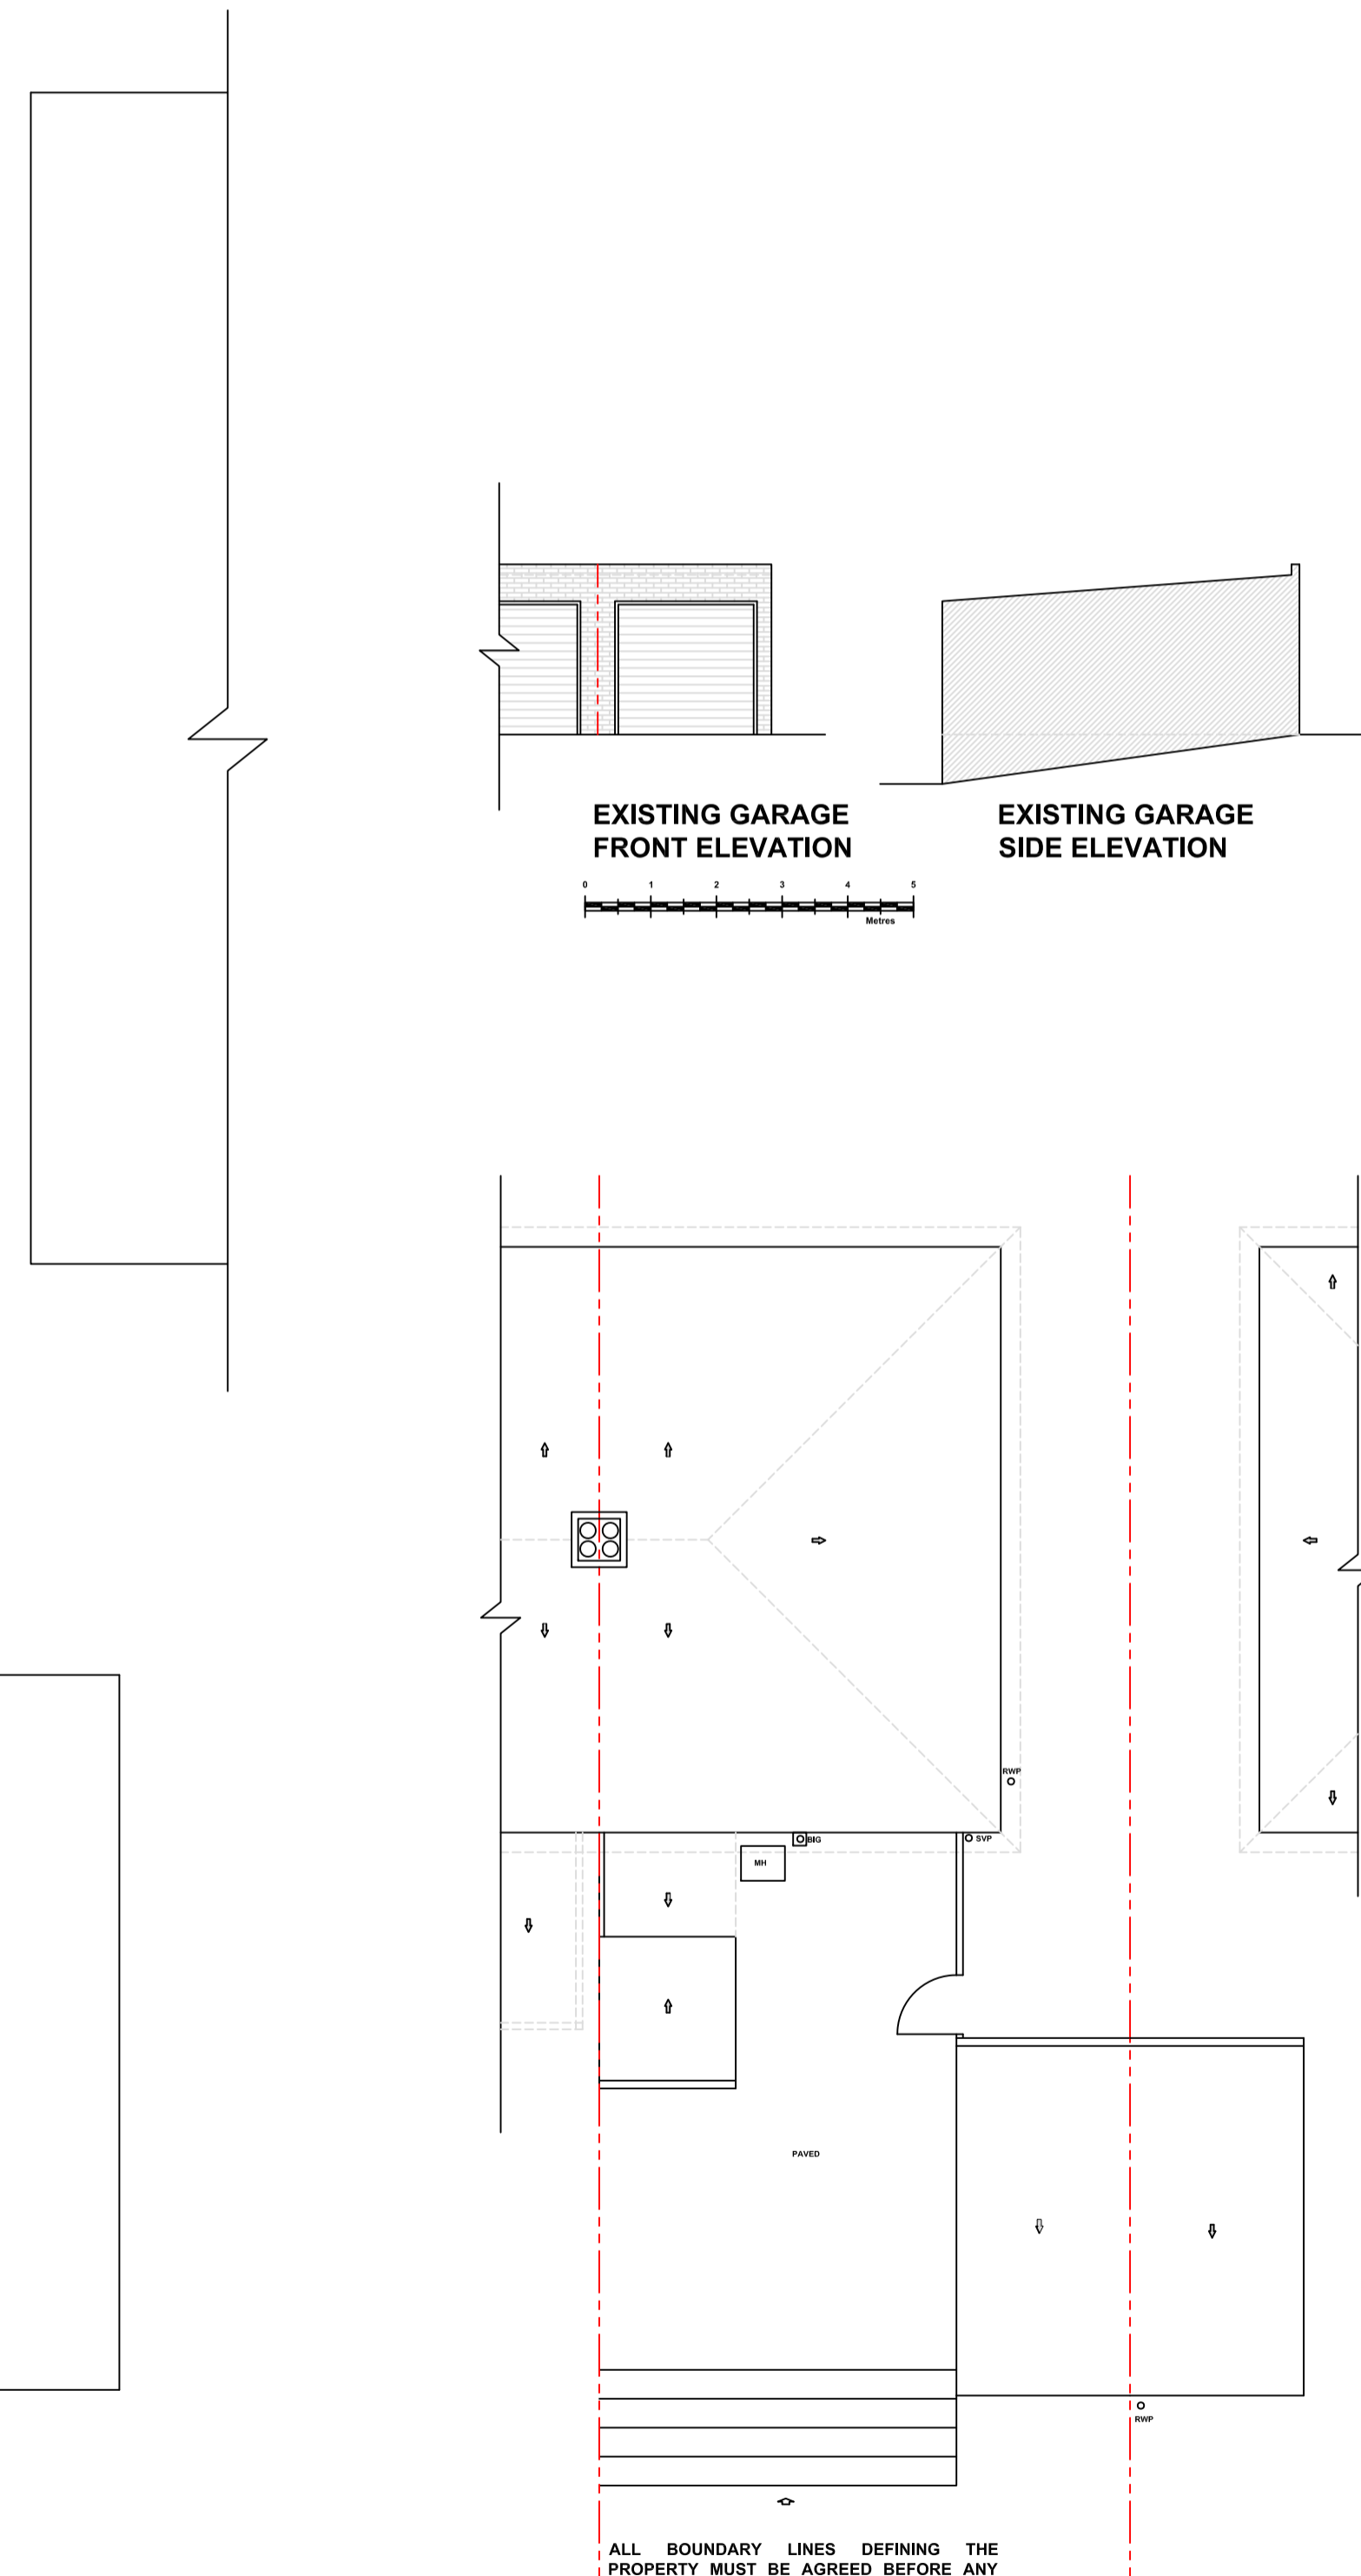 EXISTING GARAGE
FRONT ELEVATION
EXISTING GARAGE
SIDE ELEVATION
0 1 2 3 4 5
Metres
RWP
BIG
SVP
MH
PAVED
RWP
ALL BOUNDARY LINES DEFINING THE
PROPERTY MUST BE AGREED BEFORE ANY